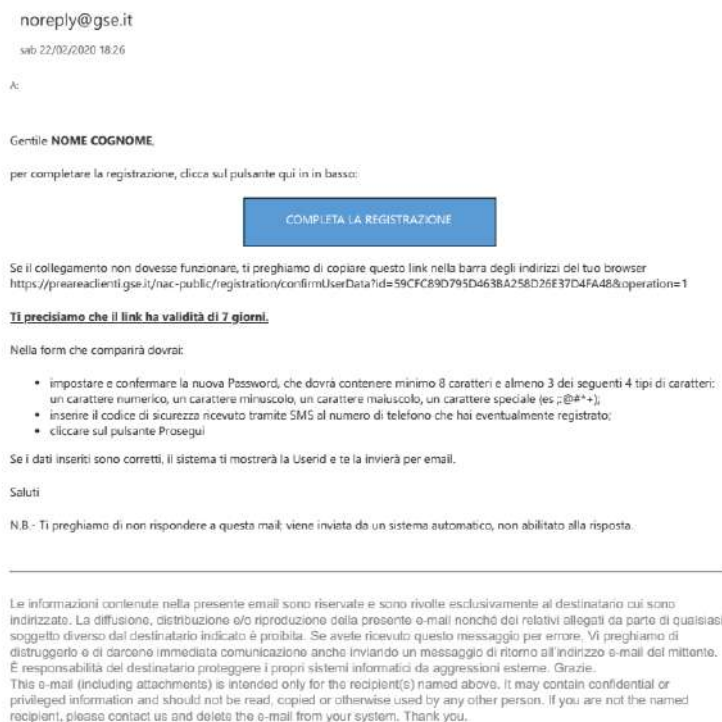 noreply@gse.it
sab 22/02/2020 18:26
A:
Gentile NOME COGNOME,
per completare la registrazione, clicca sul pulsante qui in in basso:
COMPLETA LA REGISTRAZIONE
Se il collegamento non dovesse funzionare, ti preghiamo di copiare questo link nella barra degli indirizzi del tuo browser
https://preareaclienti.gse.it/nac-public/registration/confirmUserData?id=59CFC89D795D463BA258D26E37D4FA48&operation=1
Ti precisiamo che il link ha validità di 7 giorni.
Nella form che comparirà dovrai:
• impostare e confermare la nuova Password, che dovrà contenere minimo 8 caratteri e almeno 3 dei seguenti 4 tipi di caratteri:
un carattere numerico, un carattere minuscolo, un carattere maiuscolo, un carattere speciale (es ;:@#*+);
• inserire il codice di sicurezza ricevuto tramite SMS al numero di telefono che hai eventualmente registrato;
• cliccare sul pulsante Prosegui
Se i dati inseriti sono corretti, il sistema ti mostrerà la Userid e te la invierà per email.
Saluti
N.B.- Ti preghiamo di non rispondere a questa mail: viene inviata da un sistema automatico, non abilitato alla risposta.
Le informazioni contenute nella presente email sono riservate e sono rivolte esclusivamente al destinatario cui sono
indirizzate. La diffusione, distribuzione e/o riproduzione della presente e-mail nonché dei relativi allegati da parte di qualsiasi
soggetto diverso dal destinatario indicato è proibita. Se avete ricevuto questo messaggio per errore, Vi preghiamo di
distruggerlo e di darcene immediata comunicazione anche inviando un messaggio di ritorno all'indirizzo e-mail del mittente.
È responsabilità del destinatario proteggere i propri sistemi informatici da aggressioni esterne. Grazie.
This e-mail (including attachments) is intended only for the recipient(s) named above. It may contain confidential or
privileged information and should not be read, copied or otherwise used by any other person. If you are not the named
recipient, please contact us and delete the e-mail from your system. Thank you.